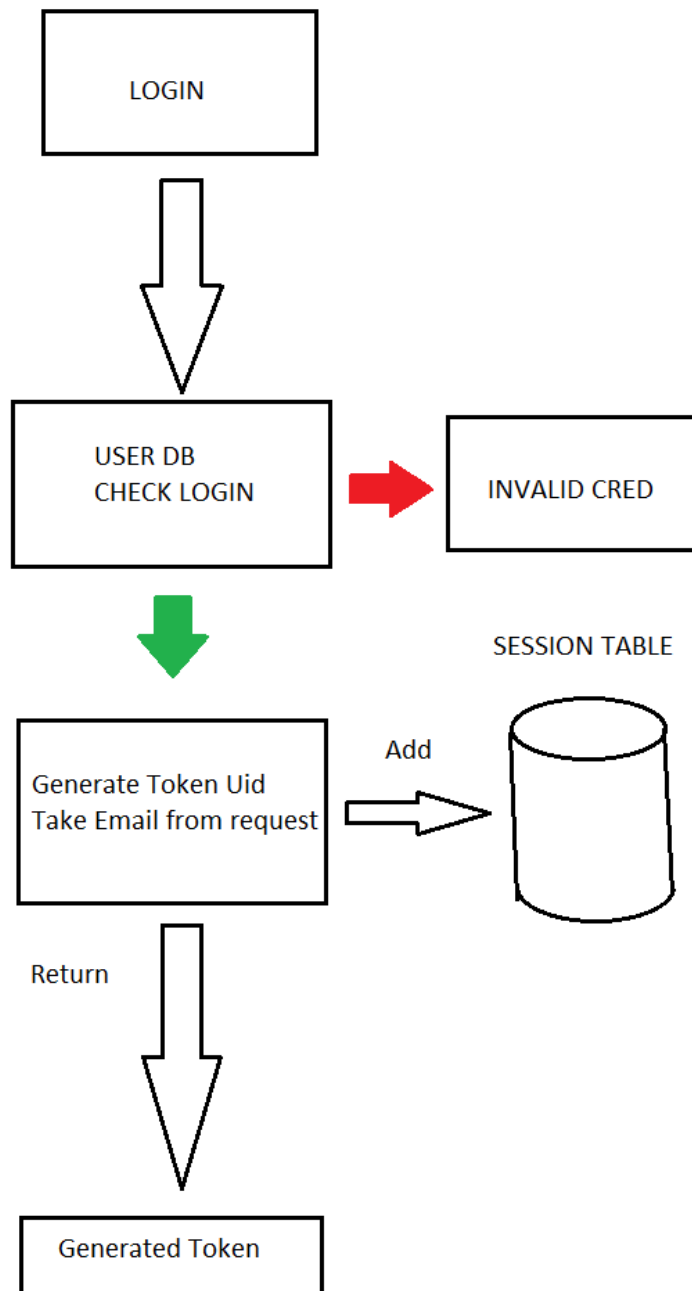 LOGIN
USER DB
CHECK LOGIN
INVALID CRED
SESSION TABLE
Generate Token Uid
Take Email from request
Add
Return
Generated Token